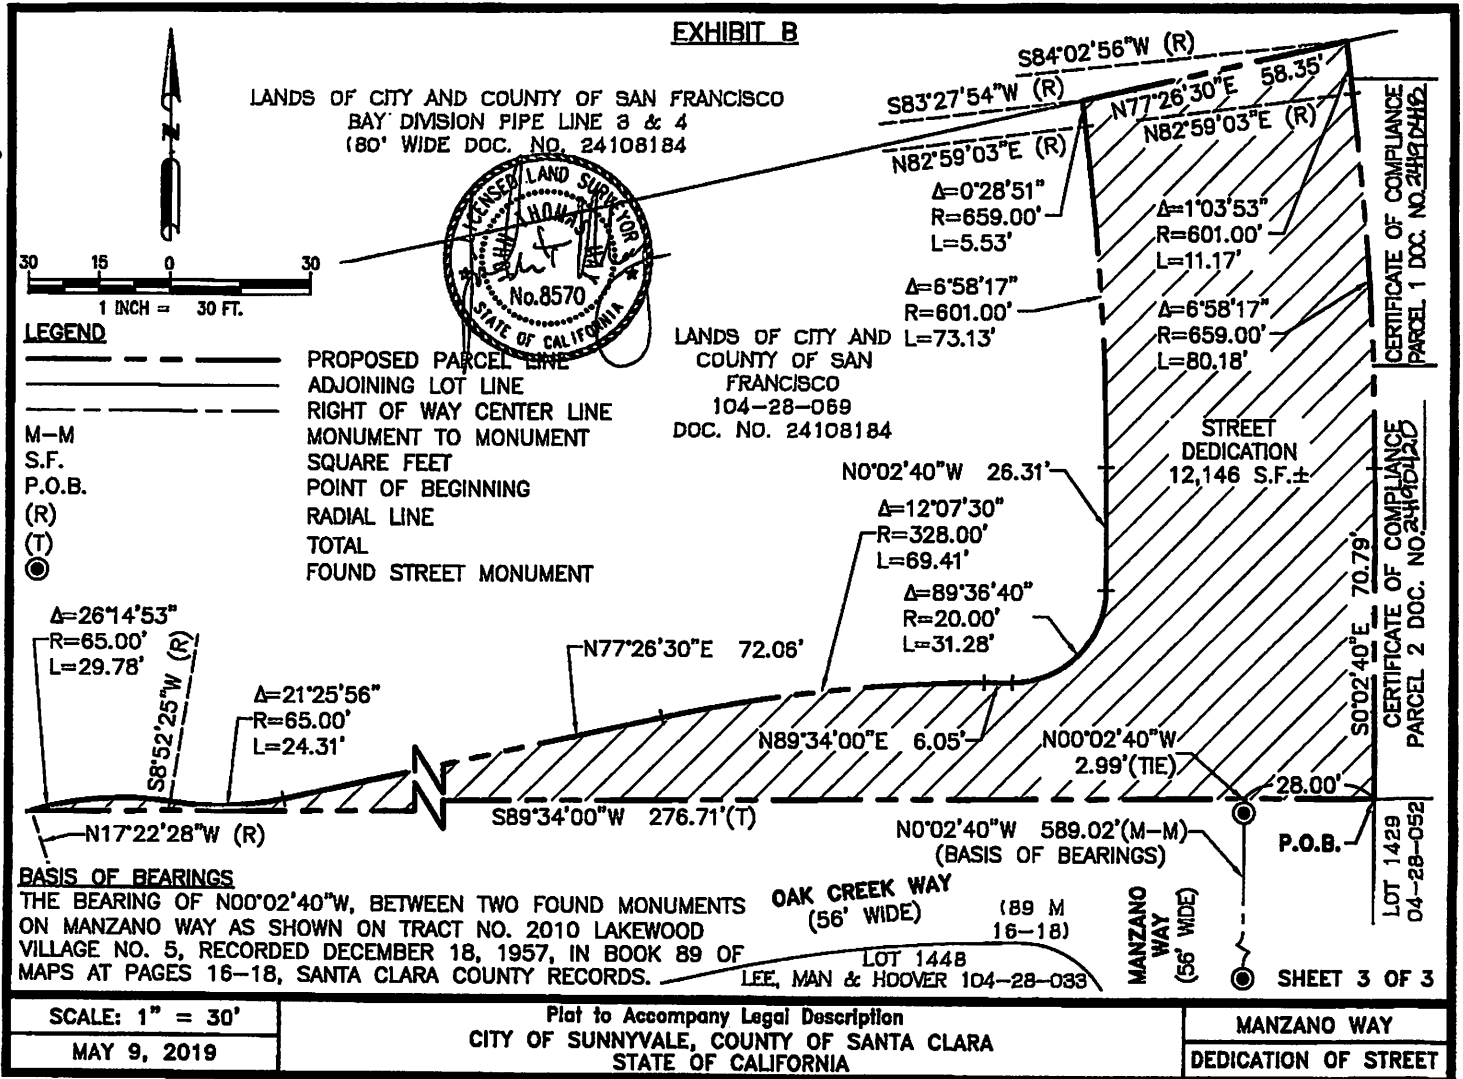 EXHIBIT B
LANDS OF CITY AND COUNTY OF SAN FRANCISCO
BAY DIVISION PIPE LINE 3 & 4
(80' WIDE DOC. NO. 24108184
N
30 15 0 30
1 INCH = 30 FT.
LICENSED LAND SURVEYOR
No.8570
STATE OF CALIFORNIA
S84°02'56"W (R)
S83°27'54"W (R)
N77°26'30"E 58.35'
N82°59'03"E (R)
N82°59'03"E (R)
Δ=0°28'51"
R=659.00'
L=5.53'
Δ=1°03'53"
R=601.00'
L=11.17'
Δ=6°58'17"
R=601.00'
L=73.13'
Δ=6°58'17"
R=659.00'
L=80.18'
CERTIFICATE OF COMPLIANCE
PARCEL 1 DOC. NO.
LEGEND
PROPOSED PARCEL LINE
ADJOINING LOT LINE
RIGHT OF WAY CENTER LINE
M-M MONUMENT TO MONUMENT
S.F. SQUARE FEET
P.O.B. POINT OF BEGINNING
(R) RADIAL LINE
(T) TOTAL
FOUND STREET MONUMENT
LANDS OF CITY AND
COUNTY OF SAN
FRANCISCO
104-28-069
DOC. NO. 24108184
STREET
DEDICATION
12,146 S.F.±
N0°02'40"W 26.31'
Δ=12°07'30"
R=328.00'
L=69.41'
Δ=89°36'40"
R=20.00'
L=31.28'
CERTIFICATE OF COMPLIANCE
PARCEL 2 DOC. NO. 24190420
S0°02'40"E 70.79'
Δ=26°14'53"
R=65.00'
L=29.78'
S8°52'25"W (R)
Δ=21°25'56"
R=65.00'
L=24.31'
N77°26'30"E 72.06'
N89°34'00"E 6.05'
N00°02'40"W
2.99'(TIE)
28.00'
S89°34'00"W 276.71'(T)
N17°22'28"W (R)
N0°02'40"W 589.02'(M-M)
(BASIS OF BEARINGS)
P.O.B.
LOT 1429
04-28-052
BASIS OF BEARINGS
THE BEARING OF N00°02'40"W, BETWEEN TWO FOUND MONUMENTS
ON MANZANO WAY AS SHOWN ON TRACT NO. 2010 LAKEWOOD
VILLAGE NO. 5, RECORDED DECEMBER 18, 1957, IN BOOK 89 OF
MAPS AT PAGES 16-18, SANTA CLARA COUNTY RECORDS.
OAK CREEK WAY
(56' WIDE)
(89 M
16-18)
LOT 1448
LEE, MAN & HOOVER 104-28-033
MANZANO
WAY
(56' WIDE)
SHEET 3 OF 3
SCALE: 1" = 30'
MAY 9, 2019
Plat to Accompany Legal Description
CITY OF SUNNYVALE, COUNTY OF SANTA CLARA
STATE OF CALIFORNIA
MANZANO WAY
DEDICATION OF STREET